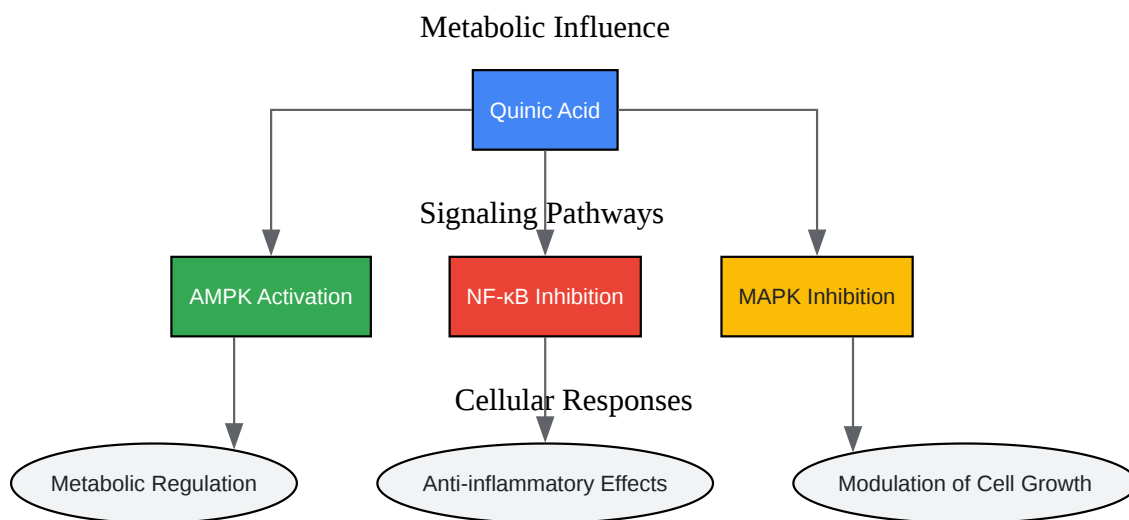 Metabolic Influence
Quinic Acid
Signaling Pathways
AMPK Activation
NF-κB Inhibition
MAPK Inhibition
Cellular Responses
Metabolic Regulation
Anti-inflammatory Effects
Modulation of Cell Growth